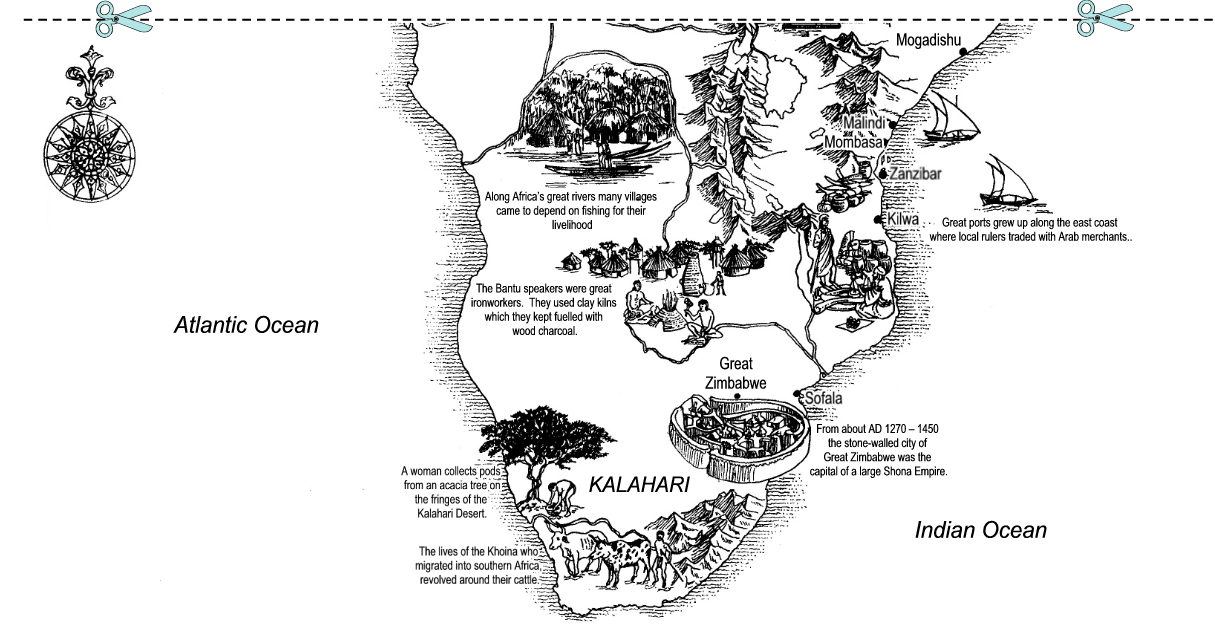 Mogadishu
Malindi
Mombasa
Zanzibar
Along Africa's great rivers many villages
came to depend on fishing for their
livelihood
Kilwa
Great ports grew up along the east coast
where local rulers traded with Arab merchants..
The Bantu speakers were great
ironworkers. They used clay kilns
which they kept fuelled with
wood charcoal.
Atlantic Ocean
Great
Zimbabwe
Sofala
From about AD 1270 – 1450
the stone-walled city of
Great Zimbabwe was the
capital of a large Shona Empire.
A woman collects pods
from an acacia tree on
the fringes of the
Kalahari Desert.
KALAHARI
Indian Ocean
The lives of the Khoina who
migrated into southern Africa,
revolved around their cattle.